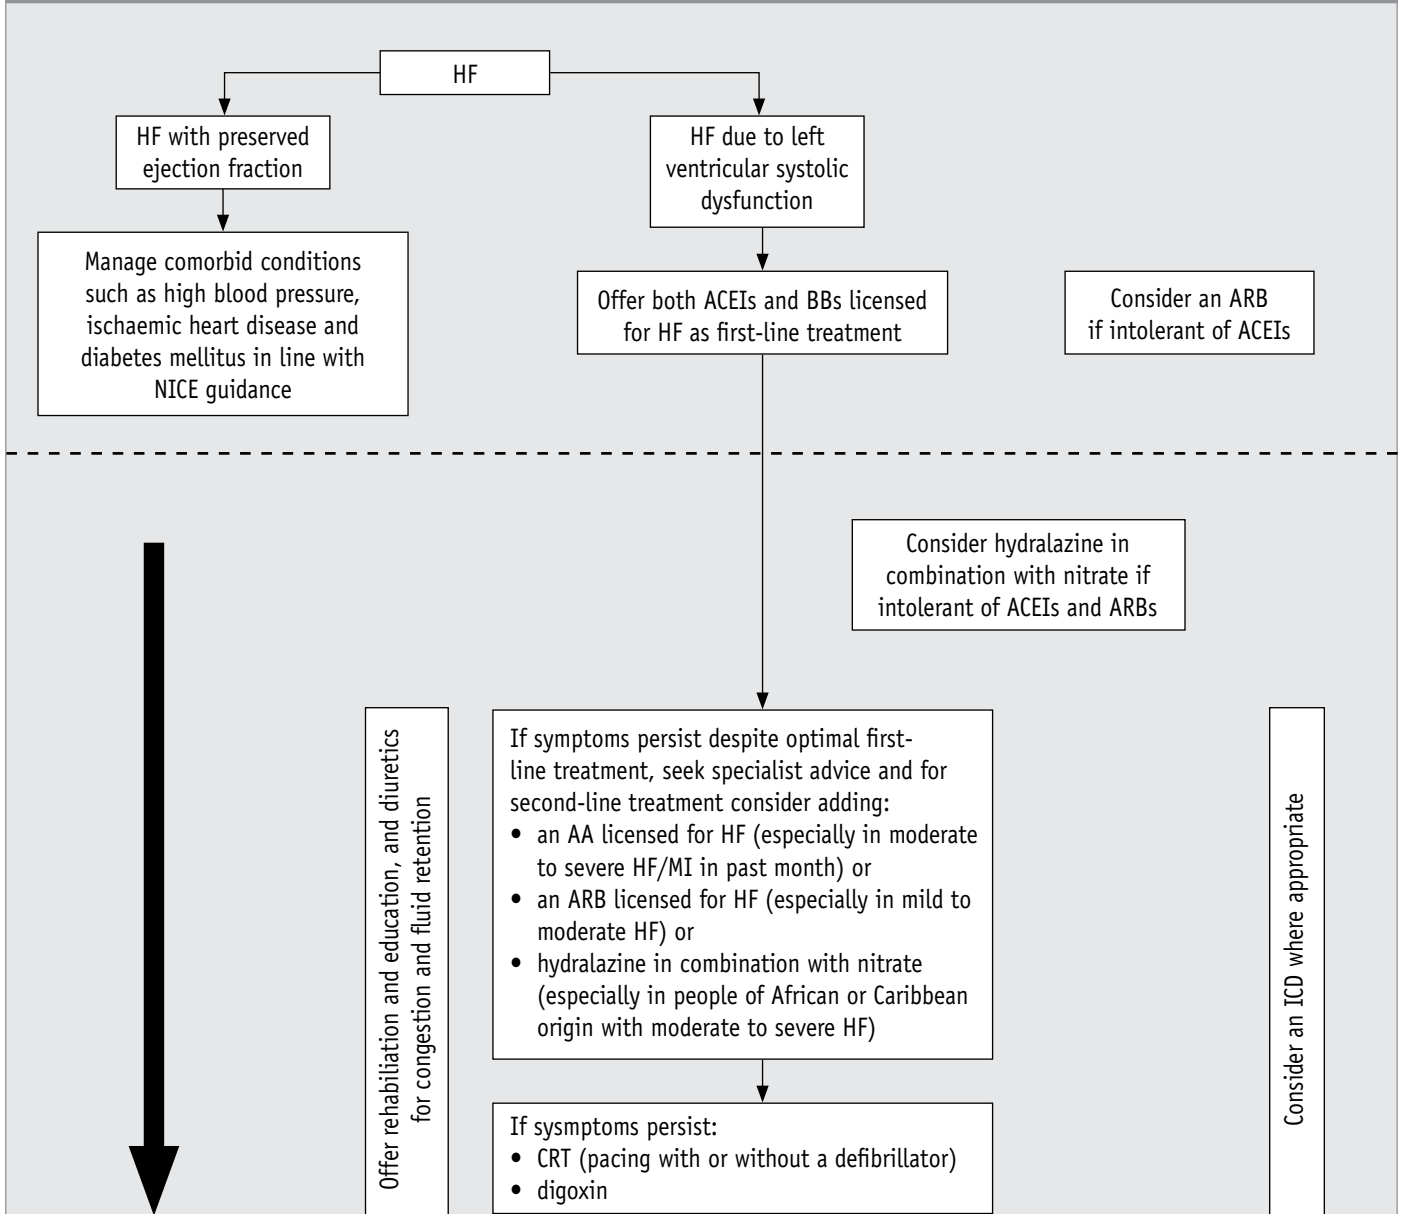 HF
HF with preserved
ejection fraction
HF due to left
ventricular systolic
dysfunction
Manage comorbid conditions
such as high blood pressure,
ischaemic heart disease and
diabetes mellitus in line with
NICE guidance
Offer both ACEIs and BBs licensed
for HF as first-line treatment
Consider an ARB
if intolerant of ACEIs
Consider hydralazine in
combination with nitrate if
intolerant of ACEIs and ARBs
Offer rehabiliation and education, and diuretics
for congestion and fluid retention
If symptoms persist despite optimal first-
line treatment, seek specialist advice and for
second-line treatment consider adding:
• an AA licensed for HF (especially in moderate
to severe HF/MI in past month) or
• an ARB licensed for HF (especially in mild to
moderate HF) or
• hydralazine in combination with nitrate
(especially in people of African or Caribbean
origin with moderate to severe HF)
If sysmptoms persist:
• CRT (pacing with or without a defibrillator)
• digoxin
Consider an ICD where appropriate